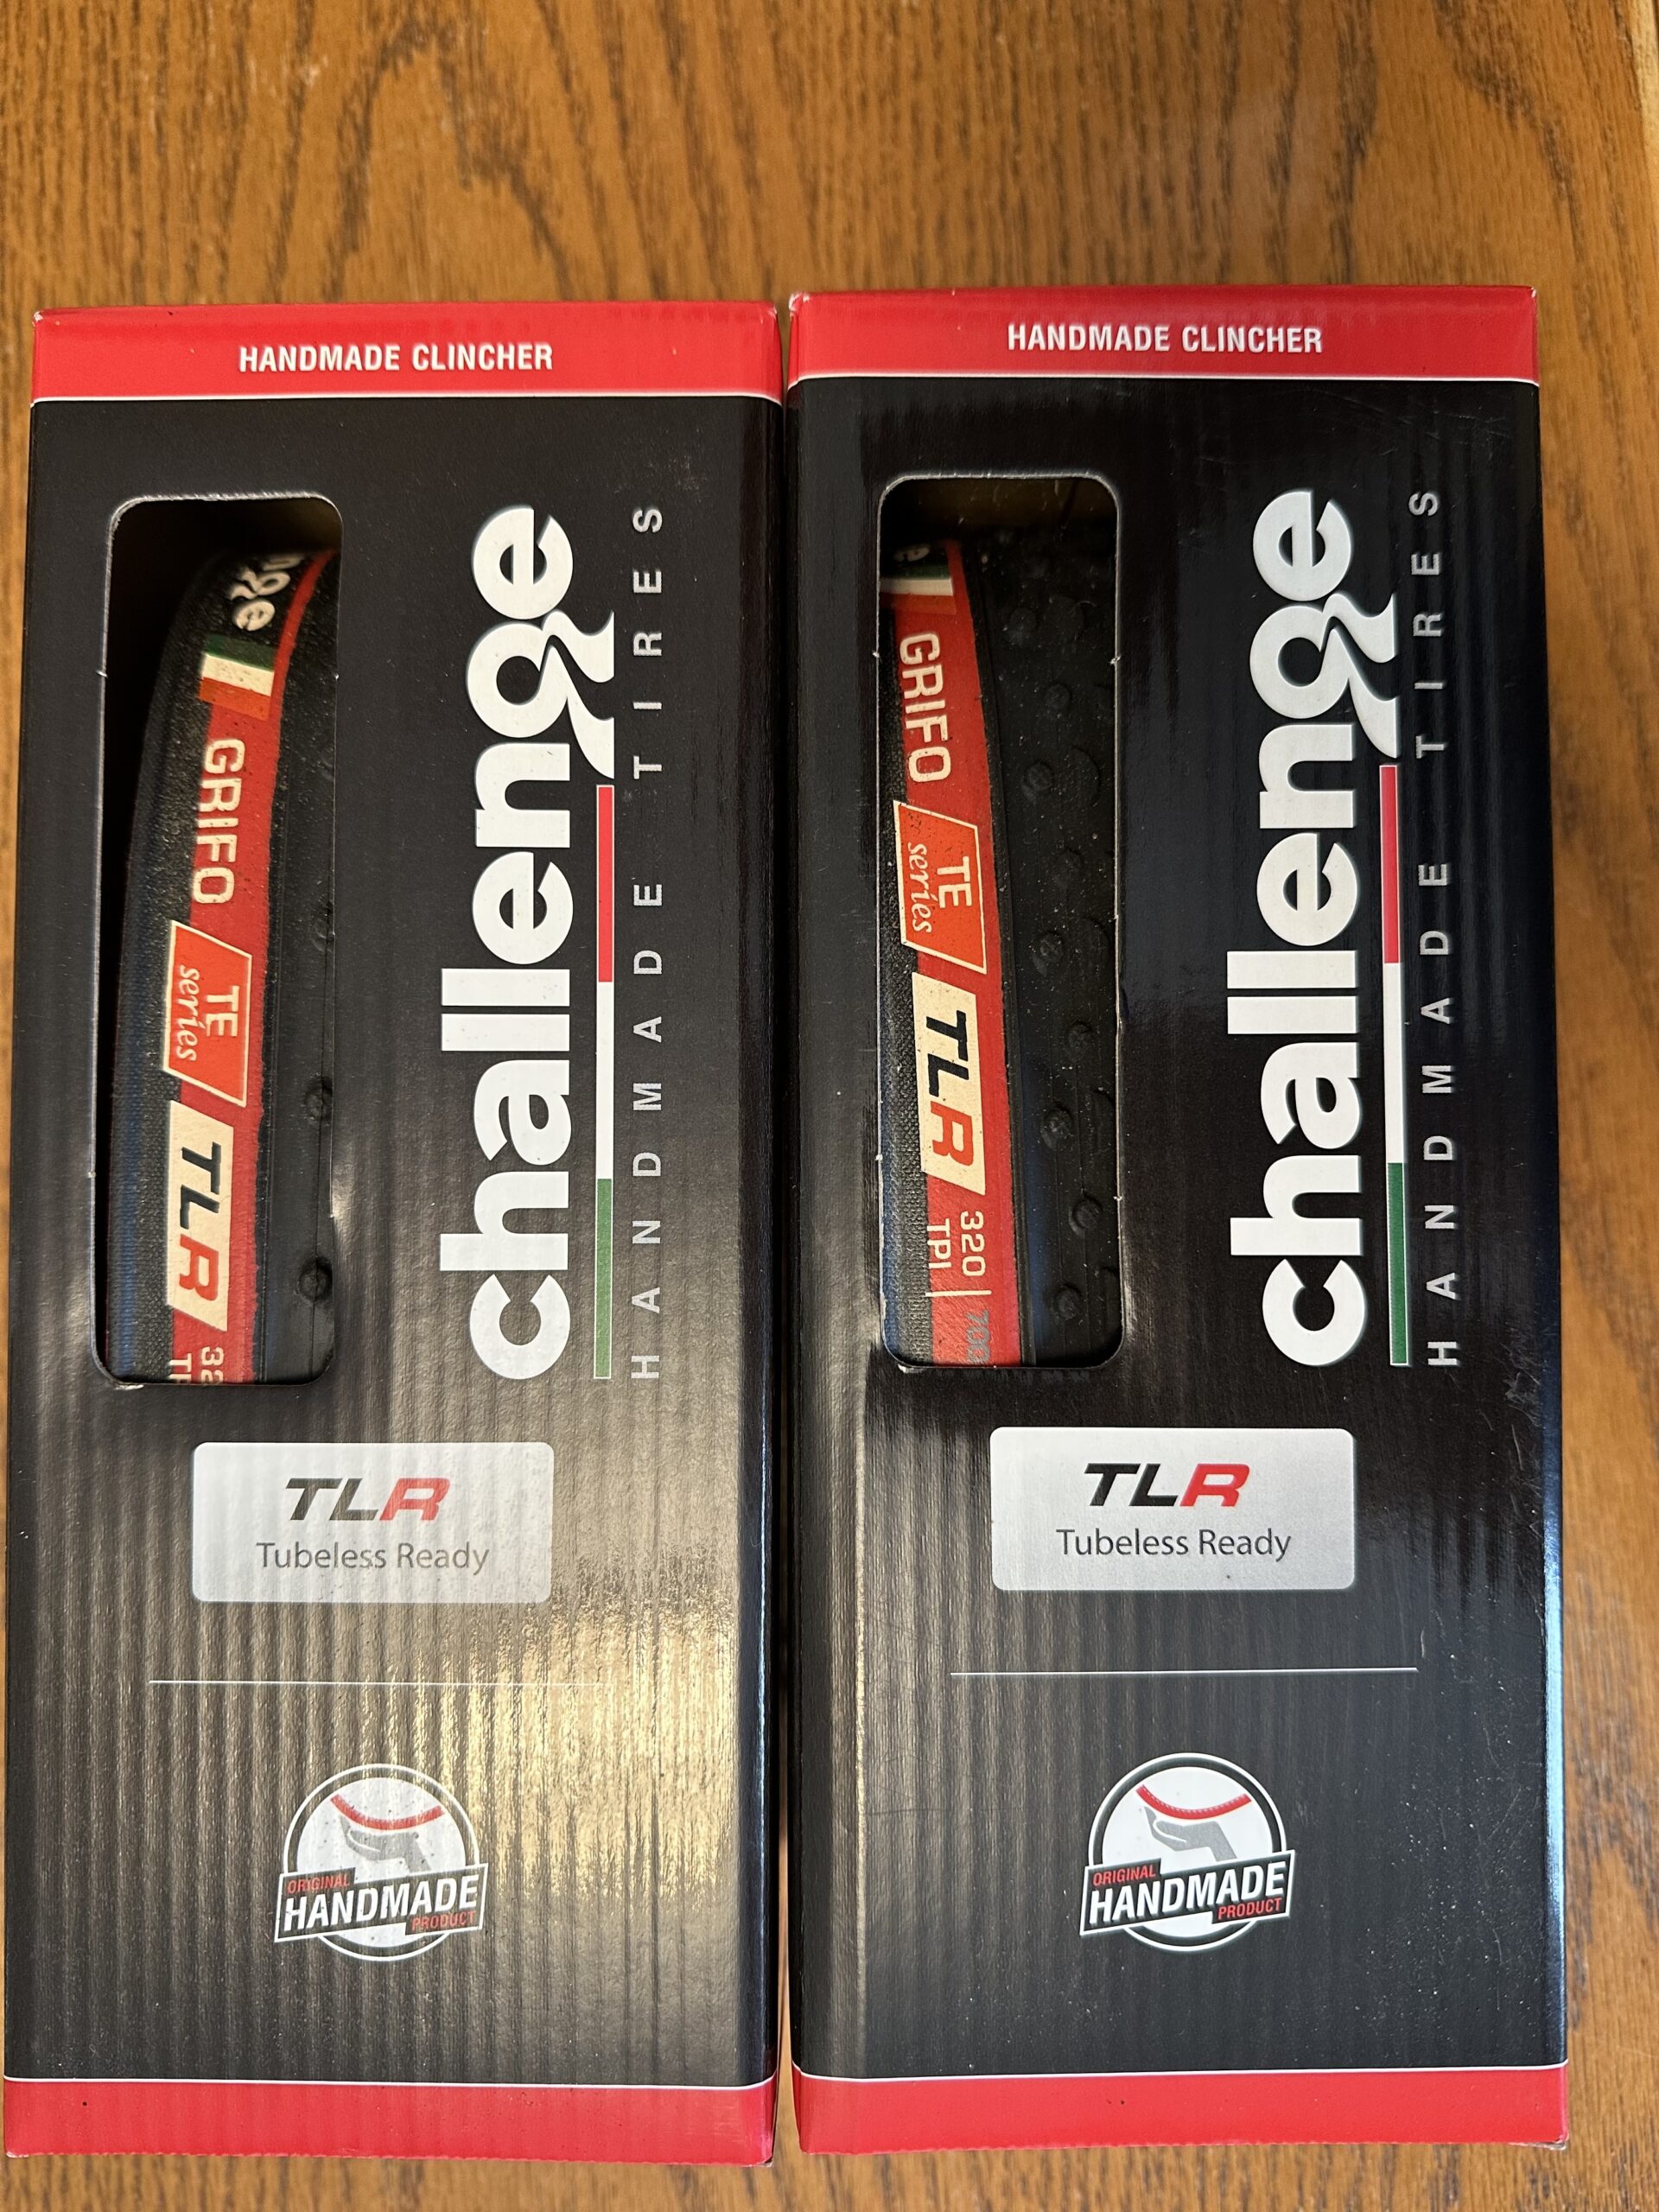 HANDMADE CLINCHER
challenge
HANDMADE TIRES
GRIFO
TE
series
TLR
TLR
Tubeless Ready
ORIGINAL
HANDMADE
PRODUCT
HANDMADE CLINCHER
challenge
HANDMADE TIRES
GRIFO
TE
series
TLR
320
TPI
TLR
Tubeless Ready
ORIGINAL
HANDMADE
PRODUCT